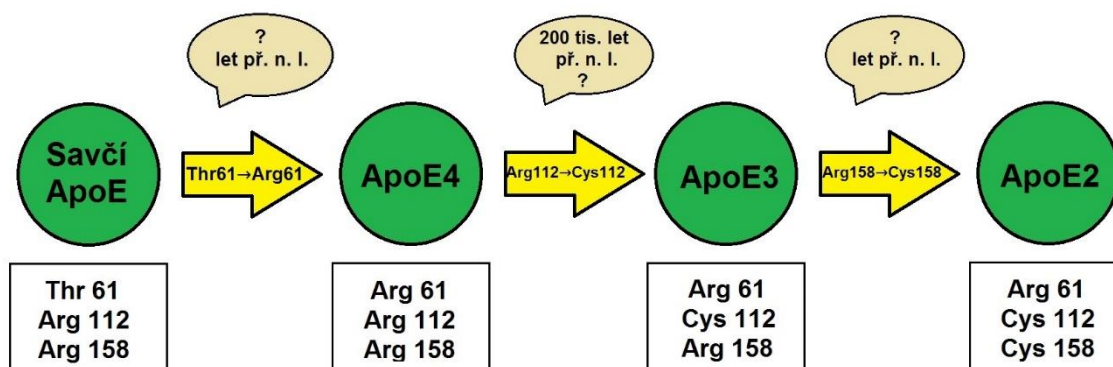 ?
let př. n. l.
200 tis. let
př. n. l.
?
?
let př. n. l.
Savčí
ApoE
Thr61→Arg61
ApoE4
Arg112→Cys112
ApoE3
Arg158→Cys158
ApoE2
Thr 61
Arg 112
Arg 158
Arg 61
Arg 112
Arg 158
Arg 61
Cys 112
Arg 158
Arg 61
Cys 112
Cys 158